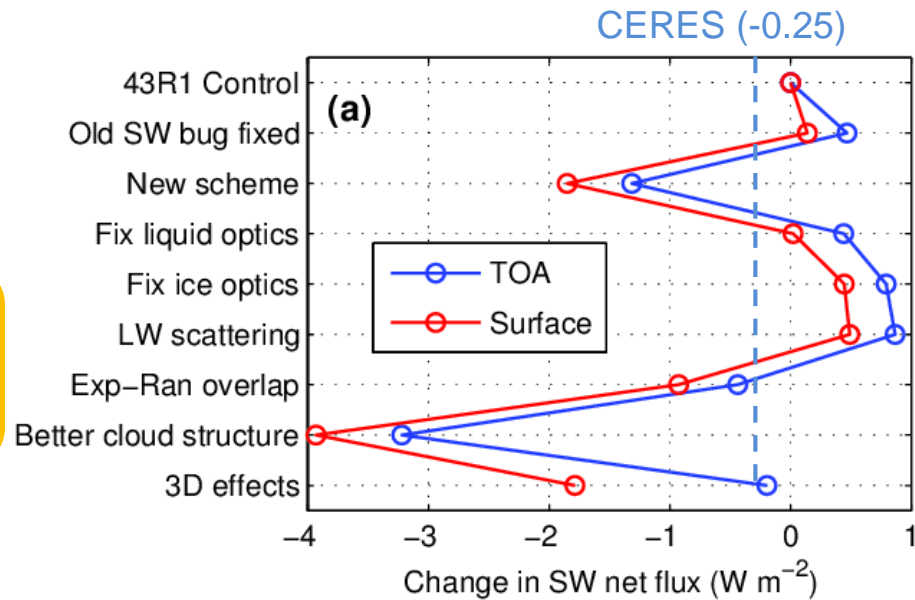 CERES (-0.25)
(a)
43R1 Control
Old SW bug fixed
New scheme
Fix liquid optics
Fix ice optics
LW scattering
Exp−Ran overlap
Better cloud structure
3D effects
TOA
Surface
−4 −3 −2 −1 0 1
Change in SW net flux (W m−2)